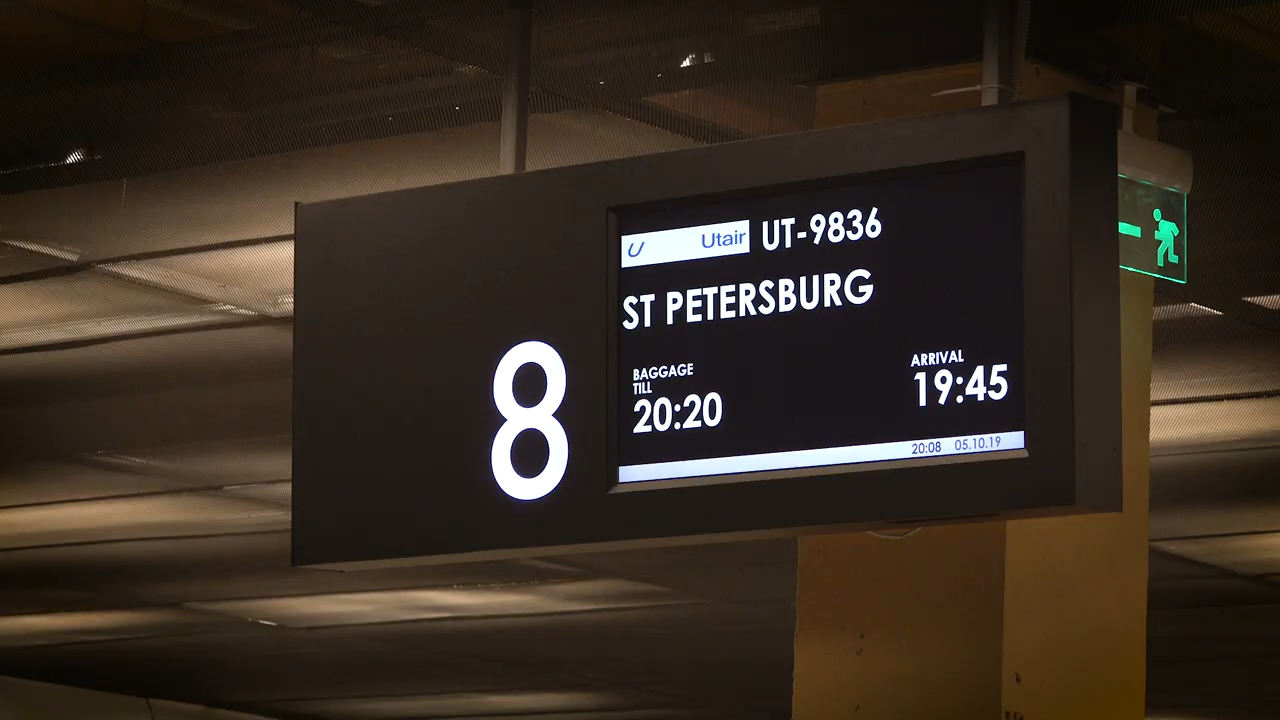 Utair UT-9836
ST PETERSBURG
8
BAGGAGE
TILL
20:20
ARRIVAL
19:45
20:08 05.10.19